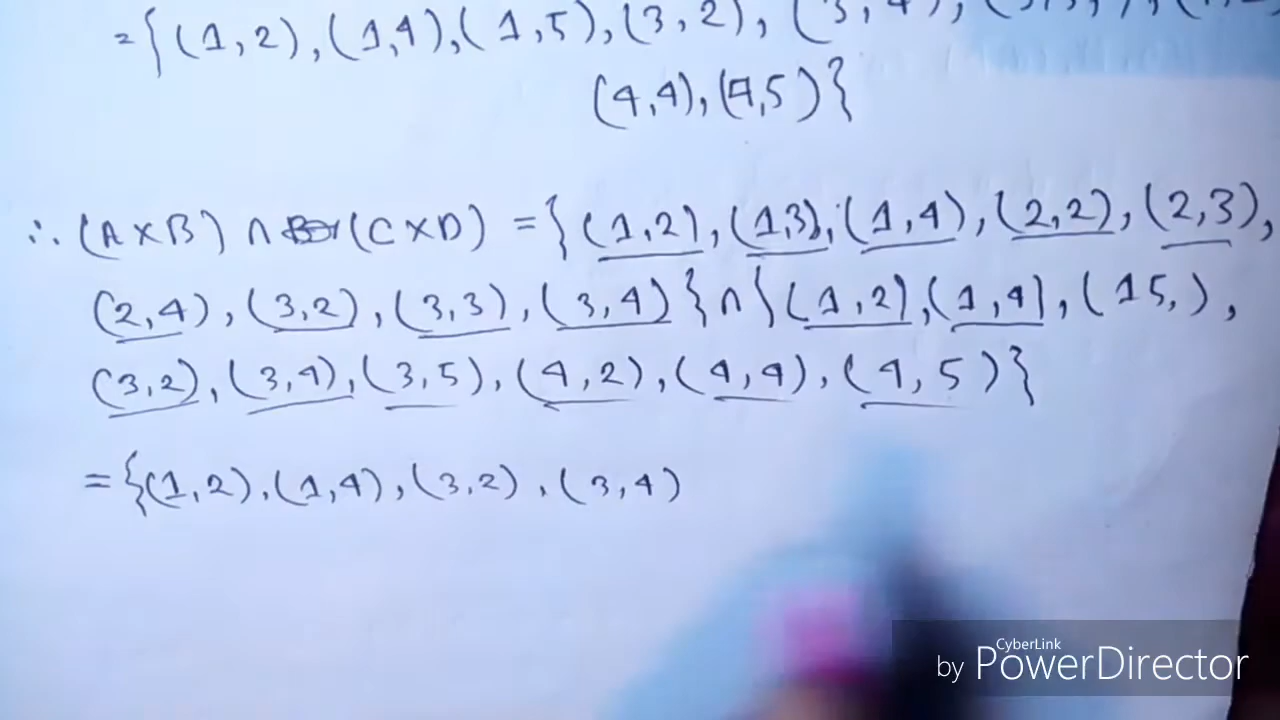 ={(1,2),(1,4),(1,5),(3,2),
(4,4),(4,5)}
∴(A×B) ∩ (C×D) ={(1,2),(1,3),(1,4),(2,2),(2,3),
(2,4),(3,2),(3,3),(3,4)}∩{(1,2),(1,4),(15,),
(3,2),(3,4),(3,5),(4,2),(4,4),(4,5)}
={(1,2),(1,4),(3,2),(3,4)
CyberLink
by PowerDirector